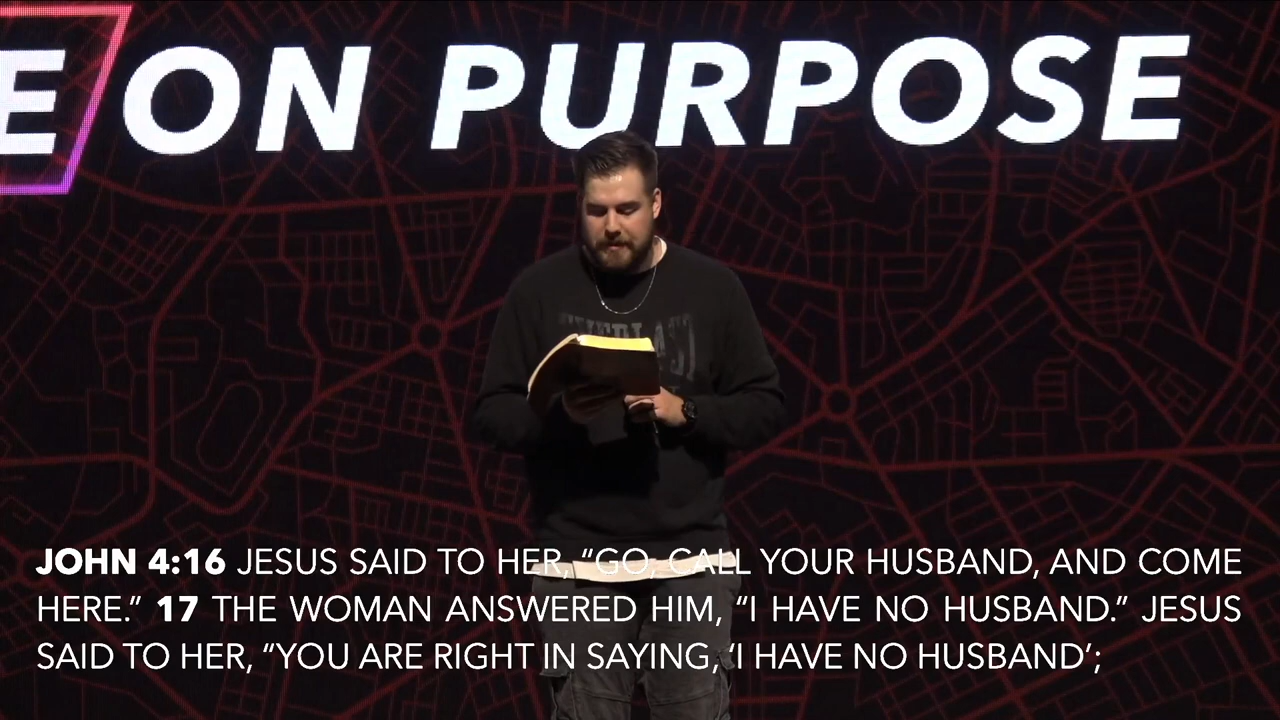 E ON PURPOSE
JOHN 4:16 JESUS SAID TO HER, “GO, CALL YOUR HUSBAND, AND COME
HERE.” 17 THE WOMAN ANSWERED HIM, “I HAVE NO HUSBAND.” JESUS
SAID TO HER, “YOU ARE RIGHT IN SAYING, ‘I HAVE NO HUSBAND’;